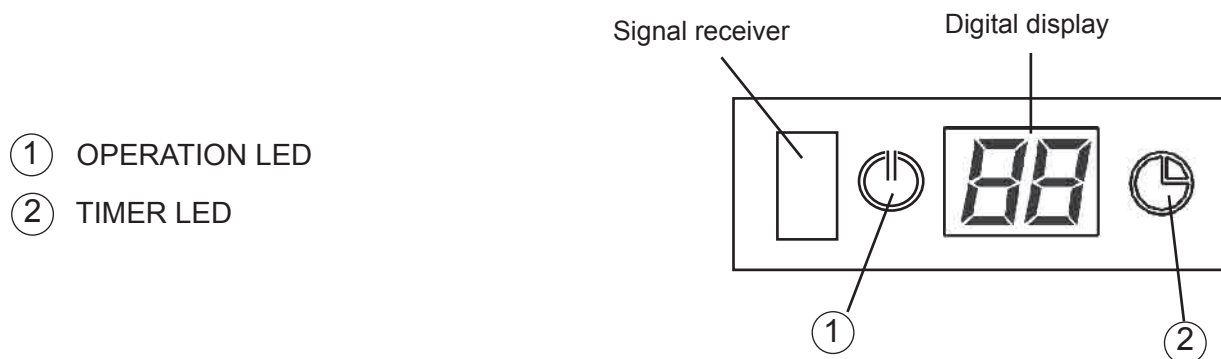 Signal receiver
Digital display
① OPERATION LED
② TIMER LED
88
①
②